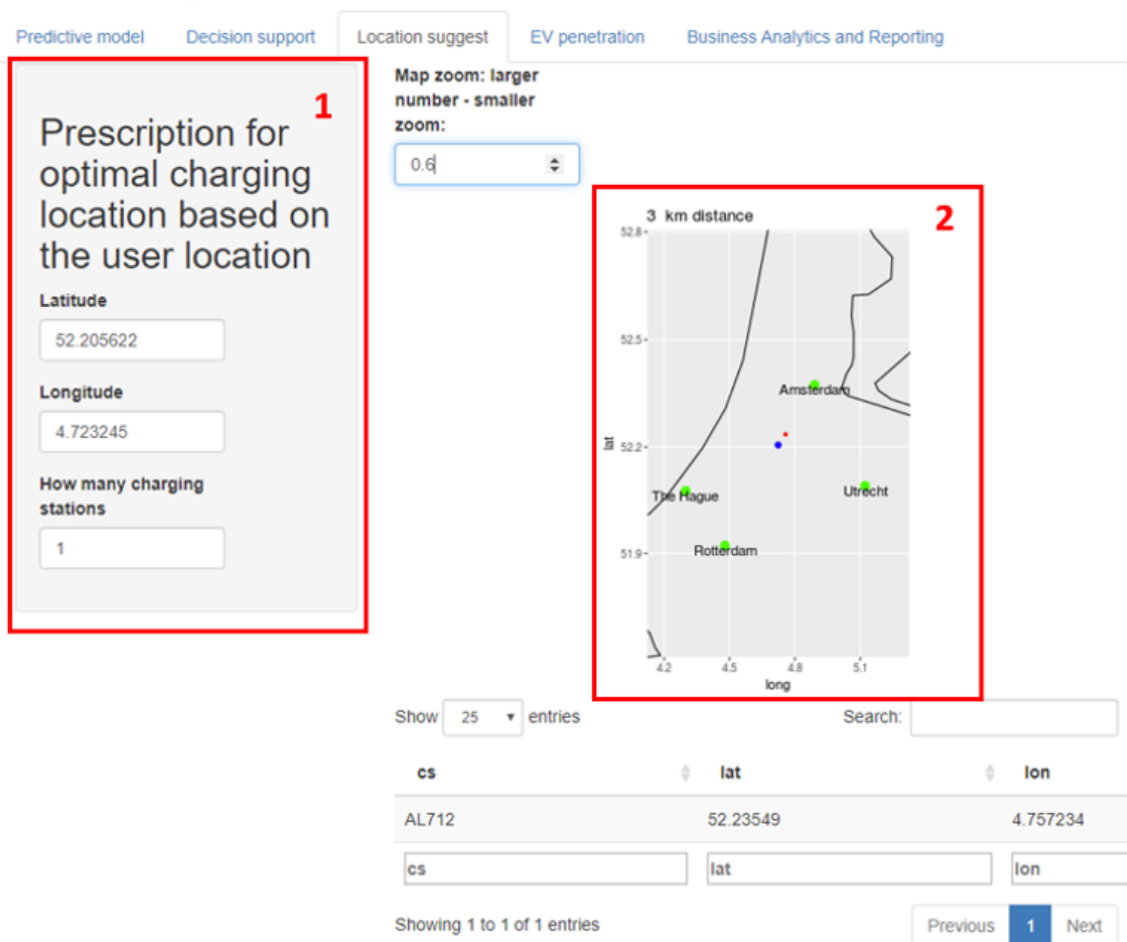 Predictive model Decision support Location suggest EV penetration Business Analytics and Reporting
1
Prescription for
optimal charging
location based on
the user location
Latitude
52.205622
Longitude
4.723245
How many charging
stations
1
Map zoom: larger
number - smaller
zoom:
0.6
2
3 km distance
52.8
52.5
52.2
51.9
lat
Amsterdam
The Hague
Utrecht
Rotterdam
4.2 4.5 4.8 5.1
long
Show 25 entries Search:
cs lat lon
AL712 52.23549 4.757234
cs lat lon
Showing 1 to 1 of 1 entries Previous 1 Next